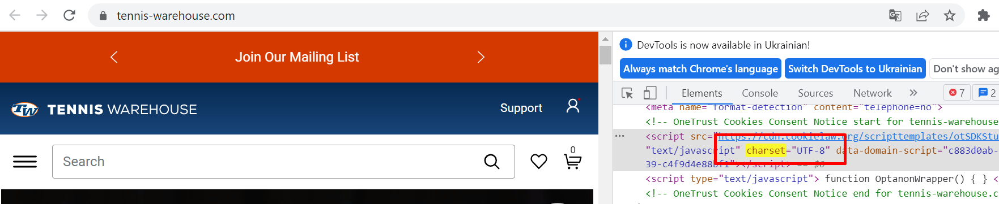 tennis-warehouse.com
Join Our Mailing List
TW TENNIS WAREHOUSE
Support
0
Search
DevTools is now available in Ukrainian!
Always match Chrome's language
Switch DevTools to Ukrainian
Don't show ag
Elements Console Sources Network » 7 2
<meta name="format-detection" content="telephone=no">
<!-- OneTrust Cookies Consent Notice start for tennis-warehouse
<script src="https://cdn.cookielaw.org/scripttemplates/otSDKStu
"text/javascript" charset="UTF-8" data-domain-script="c883d0ab-
39-c4f9d4e88bf1"></script> == $0
<script type="text/javascript"> function OptanonWrapper() { } <
<!-- OneTrust Cookies Consent Notice end for tennis-warehouse.c